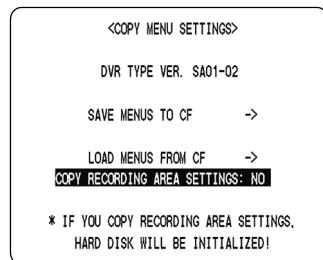 <COPY MENU SETTINGS>
DVR TYPE VER. SA01-02
SAVE MENUS TO CF ->
LOAD MENUS FROM CF ->
COPY RECORDING AREA SETTINGS: NO
* IF YOU COPY RECORDING AREA SETTINGS,
HARD DISK WILL BE INITIALIZED!